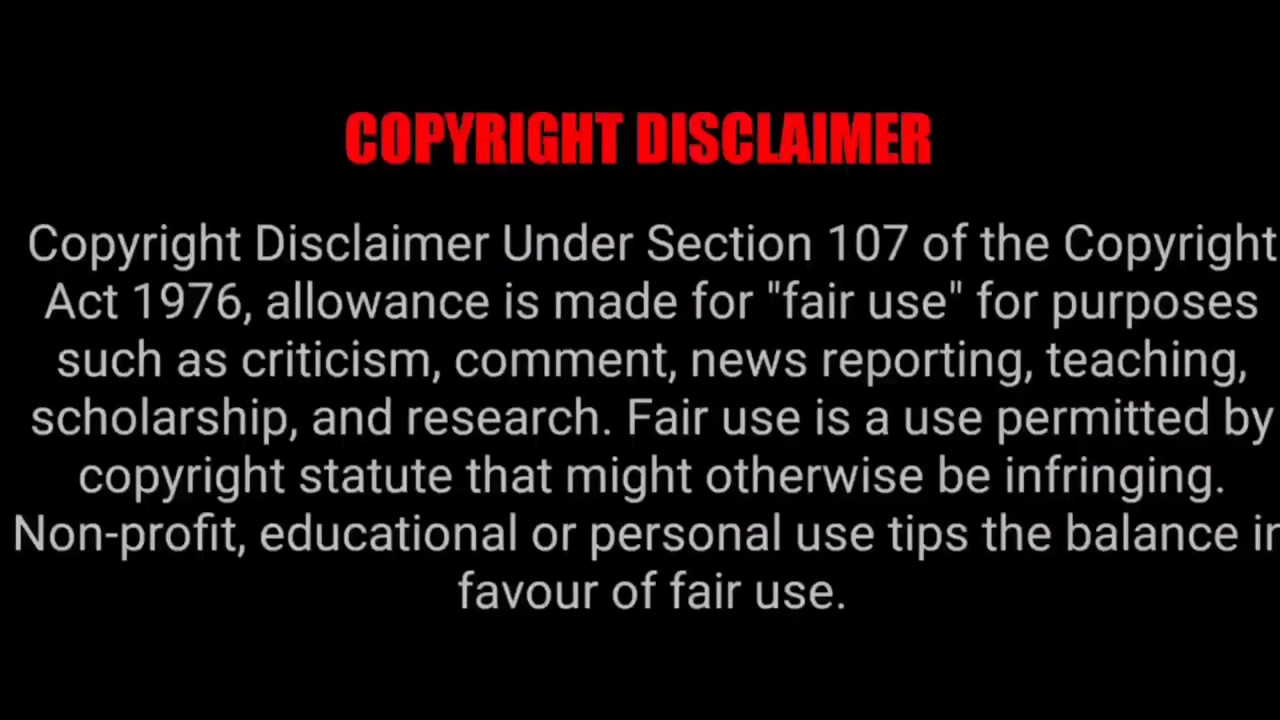 COPYRIGHT DISCLAIMER
Copyright Disclaimer Under Section 107 of the Copyright
Act 1976, allowance is made for "fair use" for purposes
such as criticism, comment, news reporting, teaching,
scholarship, and research. Fair use is a use permitted by
copyright statute that might otherwise be infringing.
Non-profit, educational or personal use tips the balance in
favour of fair use.